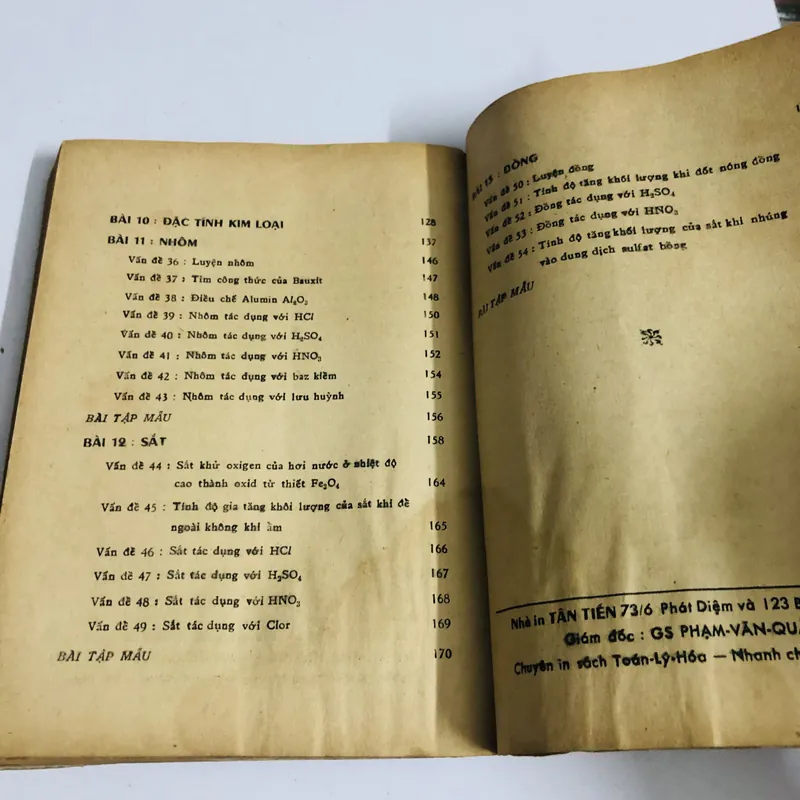 BÀI 10 : ĐẶC TÍNH KIM LOẠI 128
BÀI 11 : NHÔM 137
Vấn đề 36 : Luyện nhôm 146
Vấn đề 37 : Tìm công thức của Bauxit 147
Vấn đề 38 : Điều chế Alumin Al₂O₃ 148
Vấn đề 39 : Nhôm tác dụng với HCl 150
Vấn đề 40 : Nhôm tác dụng với H₂SO₄ 151
Vấn đề 41 : Nhôm tác dụng với HNO₃ 152
Vấn đề 42 : Nhôm tác dụng với baz kiềm 154
Vấn đề 43 : Nhôm tác dụng với lưu huỳnh 155
BÀI TẬP MẪU 156
BÀI 12 : SẮT 158
Vấn đề 44 : Sắt khử oxigen của hơi nước ở nhiệt độ
cao thành oxid từ thiết Fe₃O₄ 164
Vấn đề 45 : Tính độ gia tăng khối lượng của sắt khi để
ngoài không khí ẩm 165
Vấn đề 46 : Sắt tác dụng với HCl 166
Vấn đề 47 : Sắt tác dụng với H₂SO₄ 167
Vấn đề 48 : Sắt tác dụng với HNO₃ 168
Vấn đề 49 : Sắt tác dụng với Clor 169
BÀI TẬP MẪU 170
BÀI 13 : ĐỒNG
Vấn đề 50 : Luyện đồng
Vấn đề 51 : Tính độ tăng khối lượng khi đốt nóng đồng
Vấn đề 52 : Đồng tác dụng với H₂SO₄
Vấn đề 53 : Đồng tác dụng với HNO₃
Vấn đề 54 : Tính độ tăng khối lượng của sắt khi nhúng
vào dung dịch sulfat đồng
BÀI TẬP MẪU
Nhà in TÂN TIẾN 73/6 Phát Diệm và 123 B
Giám đốc : GS PHẠM-VĂN-QU
Chuyên in sách Toán-Lý-Hóa — Nhanh ch